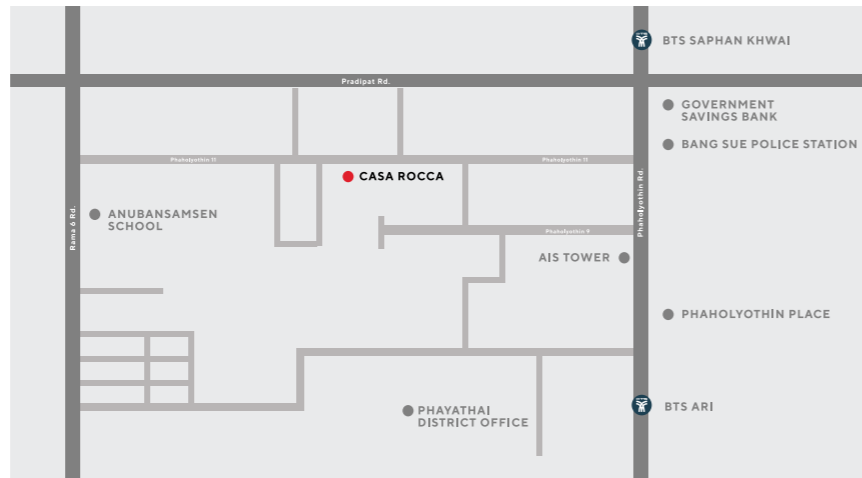 BTS SAPHAN KHWAI
Pradipat Rd.
GOVERNMENT
SAVINGS BANK
BANG SUE POLICE STATION
Phaholyothin 11
Phaholyothin 11
CASA ROCCA
ANUBANSAMSEN
SCHOOL
Rama 6 Rd.
Phaholyothin Rd.
Phaholyothin 9
AIS TOWER
PHAHOLYOTHIN PLACE
BTS ARI
PHAYATHAI
DISTRICT OFFICE